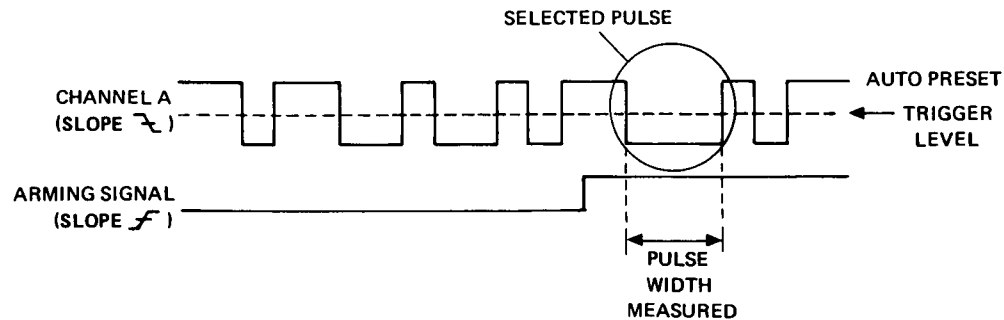 SELECTED PULSE
AUTO PRESET
CHANNEL A
(SLOPE )
TRIGGER
LEVEL
ARMING SIGNAL
(SLOPE )
PULSE
WIDTH
MEASURED